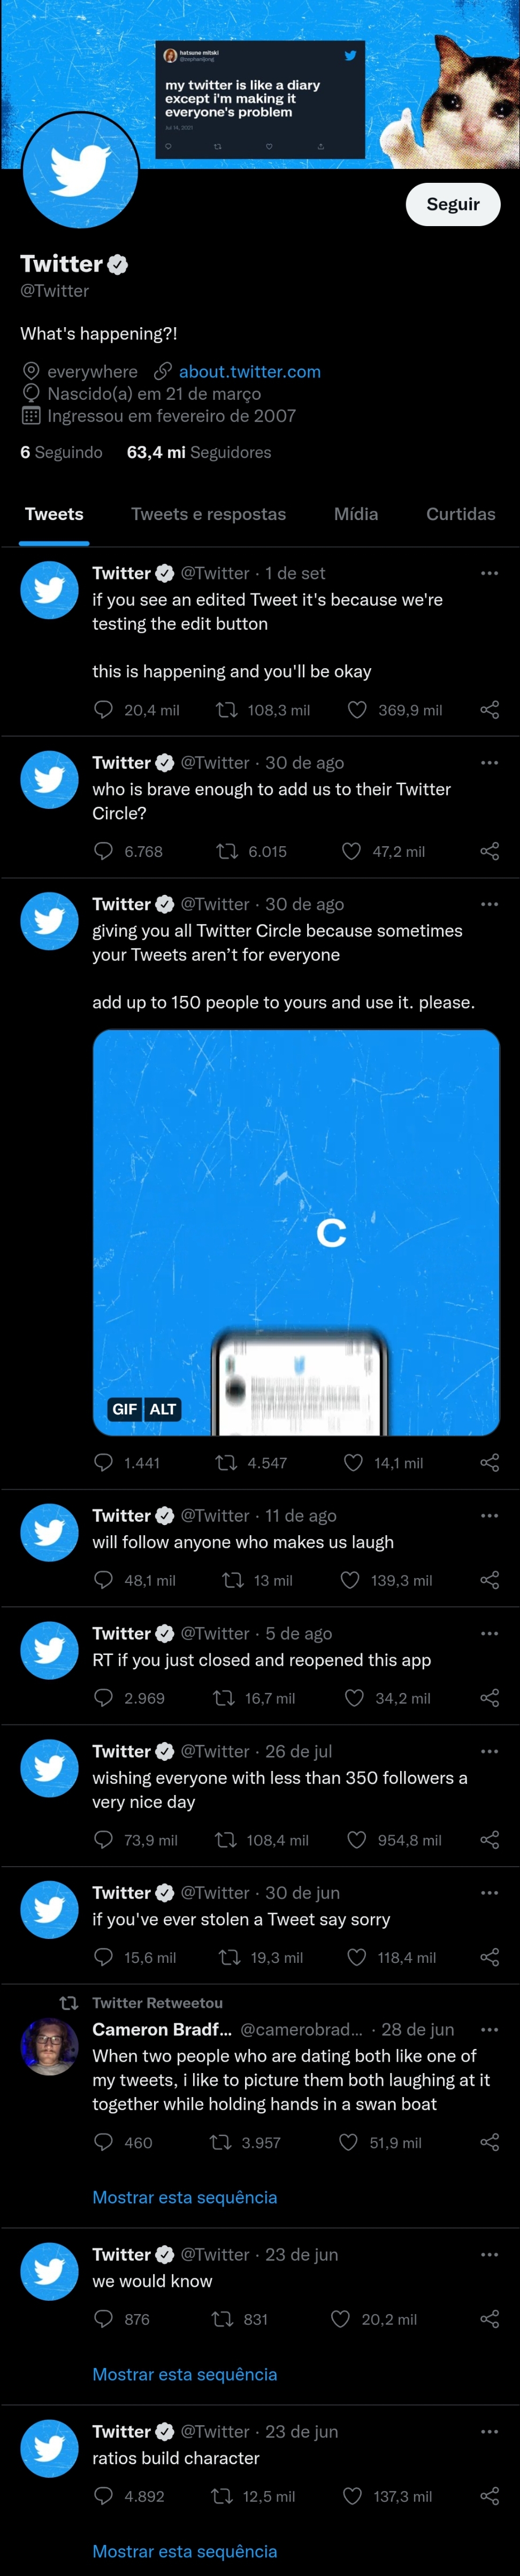 hatsune mitski
@zephanijong
my twitter is like a diary
except i'm making it
everyone's problem
Jul 14, 2021
Seguir
Twitter
@Twitter
What's happening?!
everywhere about.twitter.com
Nascido(a) em 21 de março
Ingressou em fevereiro de 2007
6 Seguindo 63,4 mi Seguidores
Tweets Tweets e respostas Mídia Curtidas
Twitter @Twitter · 1 de set
if you see an edited Tweet it's because we're
testing the edit button
this is happening and you'll be okay
20,4 mil 108,3 mil 369,9 mil
Twitter @Twitter · 30 de ago
who is brave enough to add us to their Twitter
Circle?
6.768 6.015 47,2 mil
Twitter @Twitter · 30 de ago
giving you all Twitter Circle because sometimes
your Tweets aren’t for everyone
add up to 150 people to yours and use it. please.
C
GIF ALT
1.441 4.547 14,1 mil
Twitter @Twitter · 11 de ago
will follow anyone who makes us laugh
48,1 mil 13 mil 139,3 mil
Twitter @Twitter · 5 de ago
RT if you just closed and reopened this app
2.969 16,7 mil 34,2 mil
Twitter @Twitter · 26 de jul
wishing everyone with less than 350 followers a
very nice day
73,9 mil 108,4 mil 954,8 mil
Twitter @Twitter · 30 de jun
if you've ever stolen a Tweet say sorry
15,6 mil 19,3 mil 118,4 mil
Twitter Retweetou
Cameron Bradf... @camerobrad... · 28 de jun
When two people who are dating both like one of
my tweets, i like to picture them both laughing at it
together while holding hands in a swan boat
460 3.957 51,9 mil
Mostrar esta sequência
Twitter @Twitter · 23 de jun
we would know
876 831 20,2 mil
Mostrar esta sequência
Twitter @Twitter · 23 de jun
ratios build character
4.892 12,5 mil 137,3 mil
Mostrar esta sequência